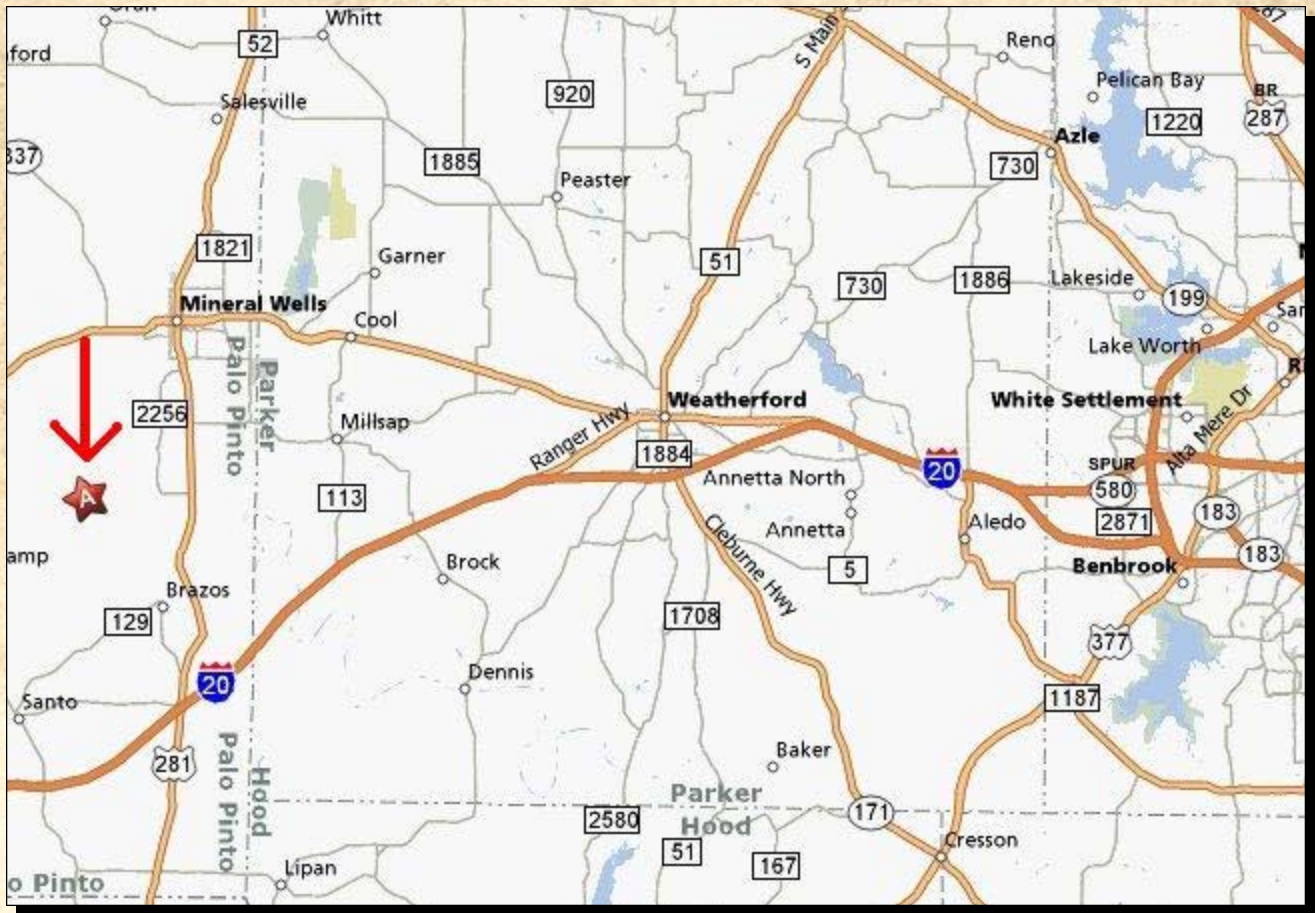 Whitt
52
S Main
Reno
287
ford
920
Pelican Bay
BR
287
Salesville
1220
Azle
337
1885
730
Peaster
1821
Garner
51
730
1886
Lakeside
199
Mineral Wells
Cool
Lake Worth
Palo Pinto
Parker
2256
Millsap
Ranger Hwy
Weatherford
White Settlement
Alta Mere Dr
1884
Annetta North
20
SPUR
580
113
A
2871
183
Annetta
Aledo
Cleburne Hwy
183
amp
Brock
5
Benbrook
Brazos
129
1708
377
20
Dennis
Santo
1187
281
Palo Pinto
Hood
Baker
Parker
Hood
2580
171
51
167
Cresson
Lipan
o Pinto